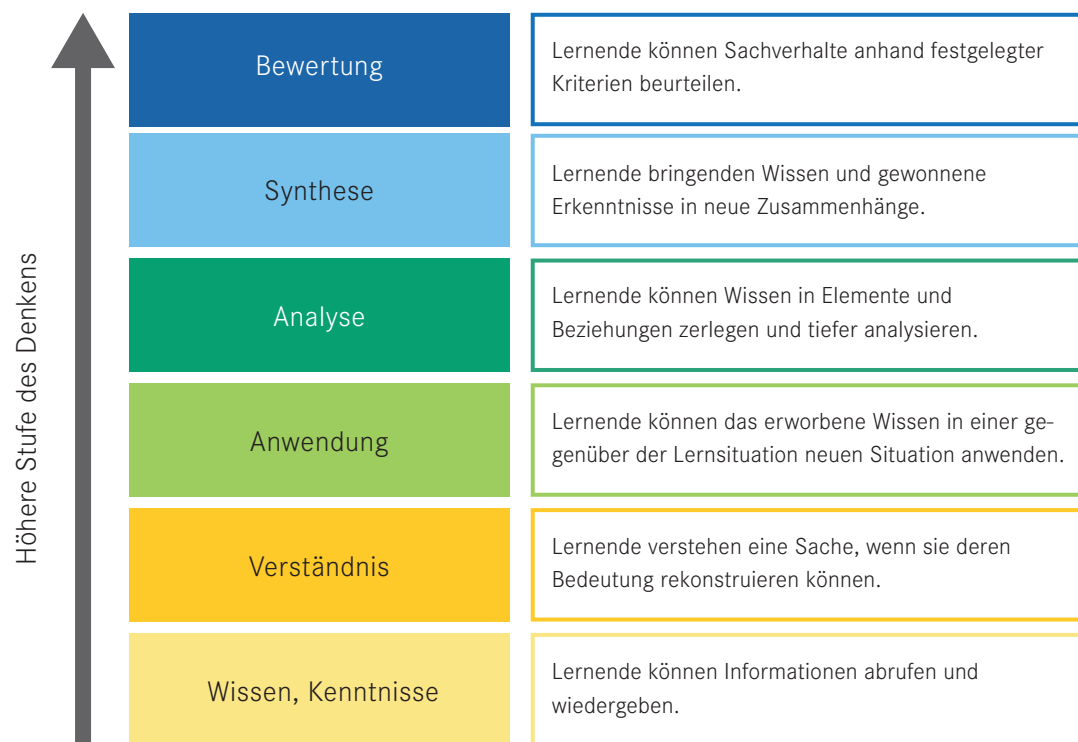 Höhere Stufe des Denkens
Bewertung
Lernende können Sachverhalte anhand festgelegter
Kriterien beurteilen.
Synthese
Lernende bringenden Wissen und gewonnene
Erkenntnisse in neue Zusammenhänge.
Analyse
Lernende können Wissen in Elemente und
Beziehungen zerlegen und tiefer analysieren.
Anwendung
Lernende können das erworbene Wissen in einer ge-
genüber der Lernsituation neuen Situation anwenden.
Verständnis
Lernende verstehen eine Sache, wenn sie deren
Bedeutung rekonstruieren können.
Wissen, Kenntnisse
Lernende können Informationen abrufen und
wiedergeben.